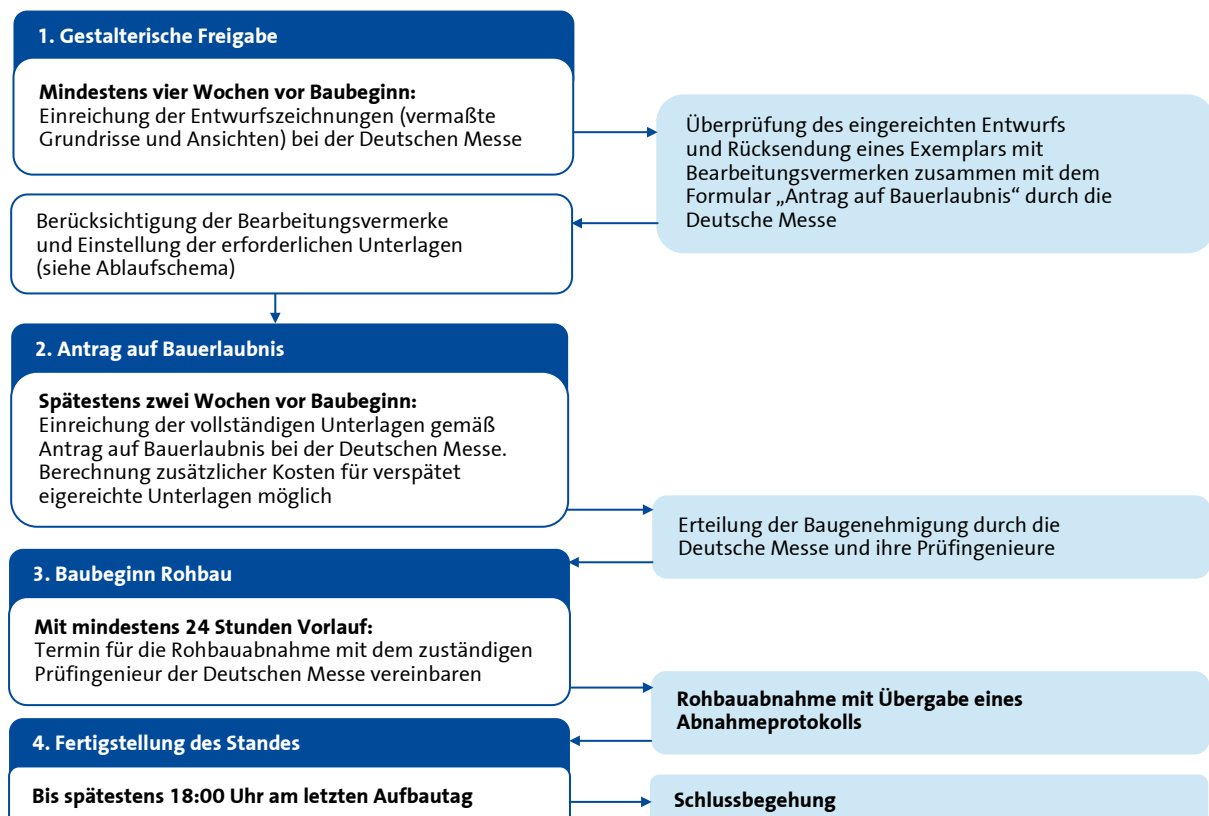 1. Gestalterische Freigabe
Mindestens vier Wochen vor Baubeginn:
Einreichung der Entwurfszeichnungen (vermaßte
Grundrisse und Ansichten) bei der Deutschen Messe
Überprüfung des eingereichten Entwurfs
und Rücksendung eines Exemplars mit
Bearbeitungsvermerken zusammen mit dem
Formular „Antrag auf Bauerlaubnis“ durch die
Deutsche Messe
Berücksichtigung der Bearbeitungsvermerke
und Einstellung der erforderlichen Unterlagen
(siehe Ablaufschema)
2. Antrag auf Bauerlaubnis
Spätestens zwei Wochen vor Baubeginn:
Einreichung der vollständigen Unterlagen gemäß
Antrag auf Bauerlaubnis bei der Deutschen Messe.
Berechnung zusätzlicher Kosten für verspätet
eigereichte Unterlagen möglich
Erteilung der Baugenehmigung durch die
Deutsche Messe und ihre Prüfingenieure
3. Baubeginn Rohbau
Mit mindestens 24 Stunden Vorlauf:
Termin für die Rohbauabnahme mit dem zuständigen
Prüfingenieur der Deutschen Messe vereinbaren
Rohbauabnahme mit Übergabe eines
Abnahmeprotokolls
4. Fertigstellung des Standes
Bis spätestens 18:00 Uhr am letzten Aufbautag
Schlussbegehung